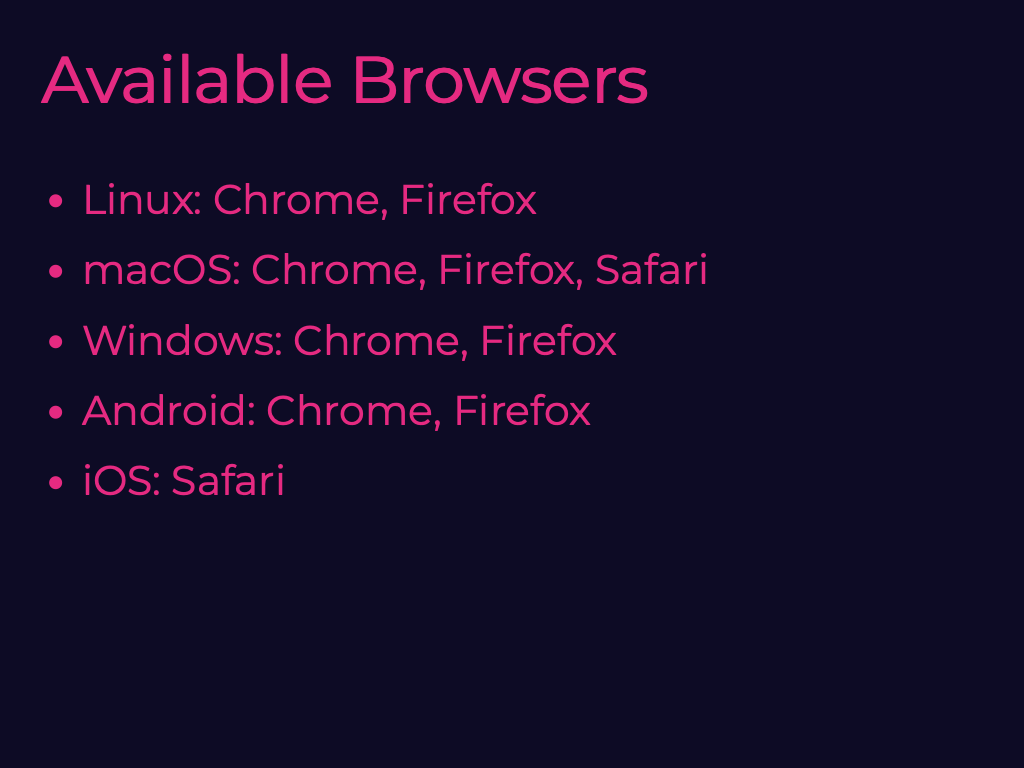 Available Browsers
• Linux: Chrome, Firefox
• macOS: Chrome, Firefox, Safari
• Windows: Chrome, Firefox
• Android: Chrome, Firefox
• iOS: Safari